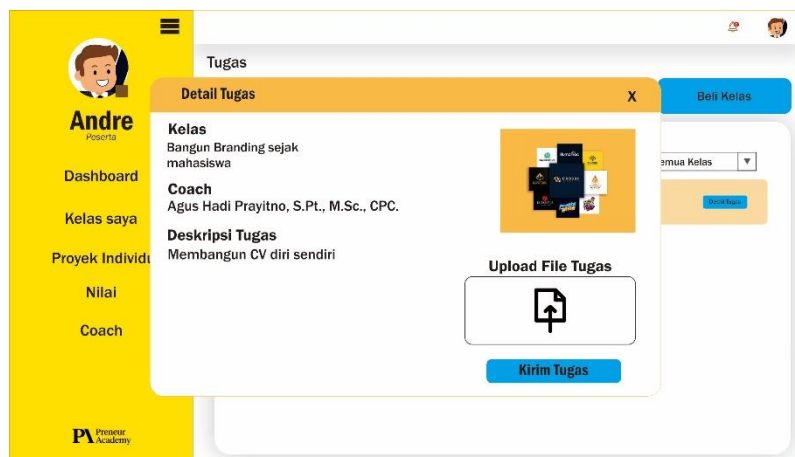 Andre
Peserta
Dashboard
Kelas saya
Proyek Individu
Nilai
Coach
PA Preneur
Academy
Tugas
Beli Kelas
emua Kelas
Detail Tugas
Detail Tugas
X
Kelas
Bangun Branding sejak
mahasiswa
Coach
Agus Hadi Prayitno, S.Pt., M.Sc., CPC.
Deskripsi Tugas
Membangun CV diri sendiri
Upload File Tugas
Kirim Tugas